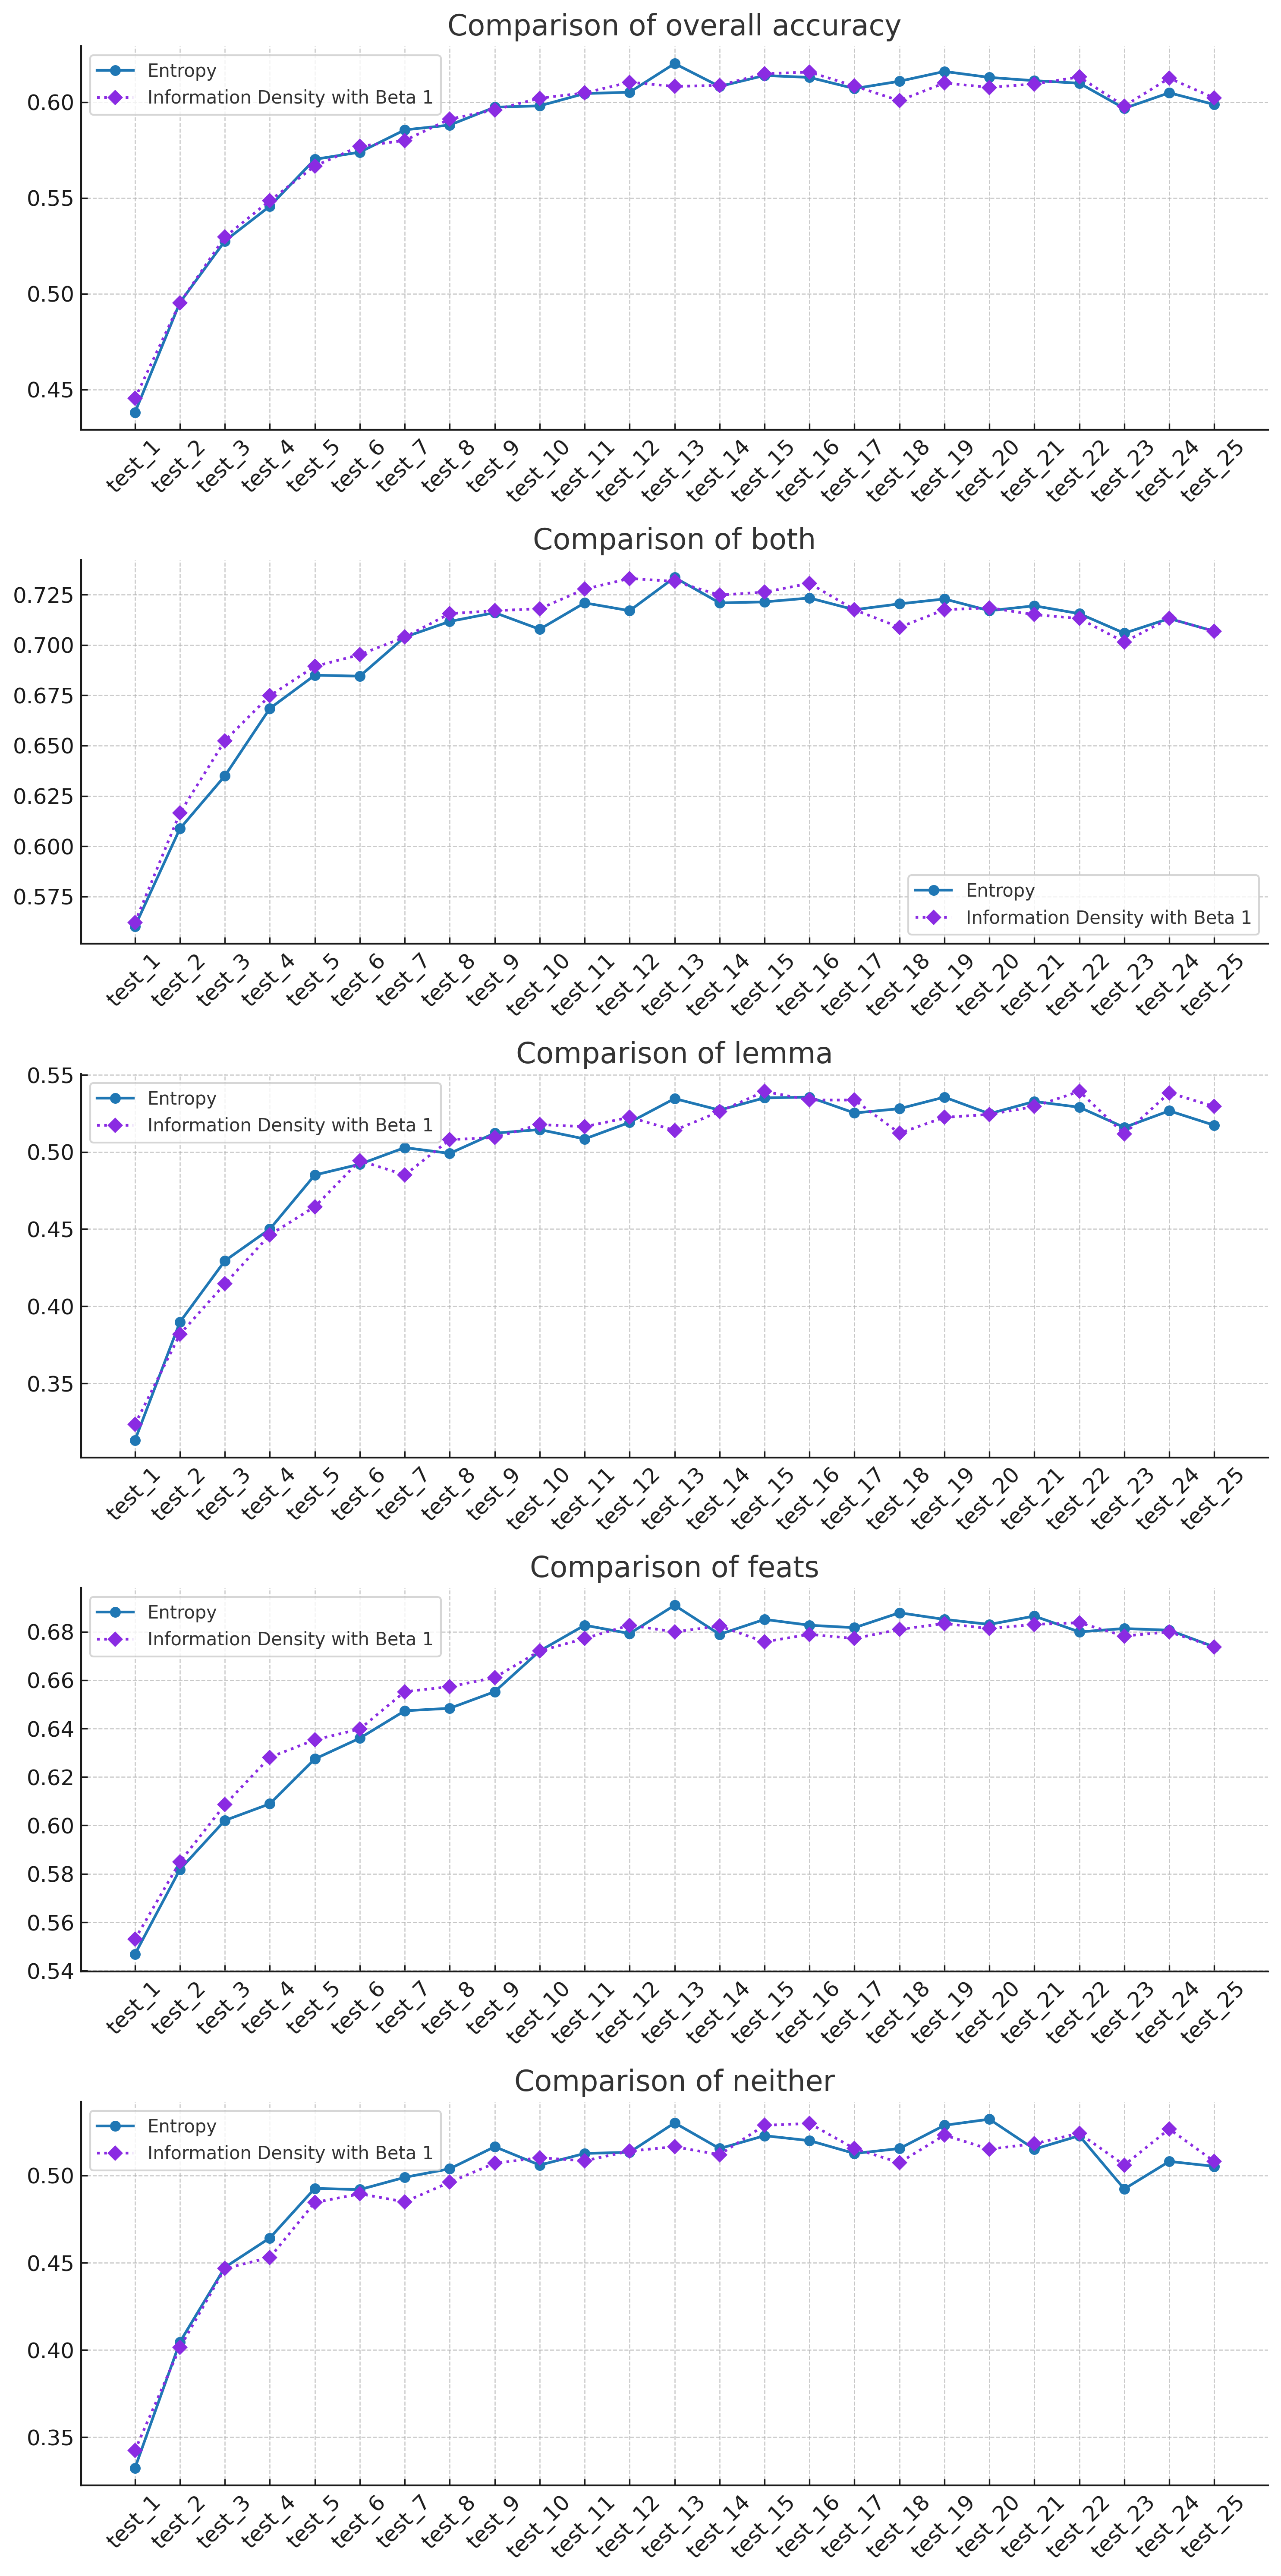 Comparison of overall accuracy
Entropy
Information Density with Beta 1
0.60
0.55
0.50
0.45
test_1 test_2 test_3 test_4 test_5 test_6 test_7 test_8 test_9 test_10 test_11 test_12 test_13 test_14 test_15 test_16 test_17 test_18 test_19 test_20 test_21 test_22 test_23 test_24 test_25
Comparison of both
0.725
0.700
0.675
0.650
0.625
0.600
0.575
Entropy
Information Density with Beta 1
test_1 test_2 test_3 test_4 test_5 test_6 test_7 test_8 test_9 test_10 test_11 test_12 test_13 test_14 test_15 test_16 test_17 test_18 test_19 test_20 test_21 test_22 test_23 test_24 test_25
Comparison of lemma
Entropy
Information Density with Beta 1
0.55
0.50
0.45
0.40
0.35
test_1 test_2 test_3 test_4 test_5 test_6 test_7 test_8 test_9 test_10 test_11 test_12 test_13 test_14 test_15 test_16 test_17 test_18 test_19 test_20 test_21 test_22 test_23 test_24 test_25
Comparison of feats
Entropy
Information Density with Beta 1
0.68
0.66
0.64
0.62
0.60
0.58
0.56
0.54
test_1 test_2 test_3 test_4 test_5 test_6 test_7 test_8 test_9 test_10 test_11 test_12 test_13 test_14 test_15 test_16 test_17 test_18 test_19 test_20 test_21 test_22 test_23 test_24 test_25
Comparison of neither
Entropy
Information Density with Beta 1
0.50
0.45
0.40
0.35
test_1 test_2 test_3 test_4 test_5 test_6 test_7 test_8 test_9 test_10 test_11 test_12 test_13 test_14 test_15 test_16 test_17 test_18 test_19 test_20 test_21 test_22 test_23 test_24 test_25